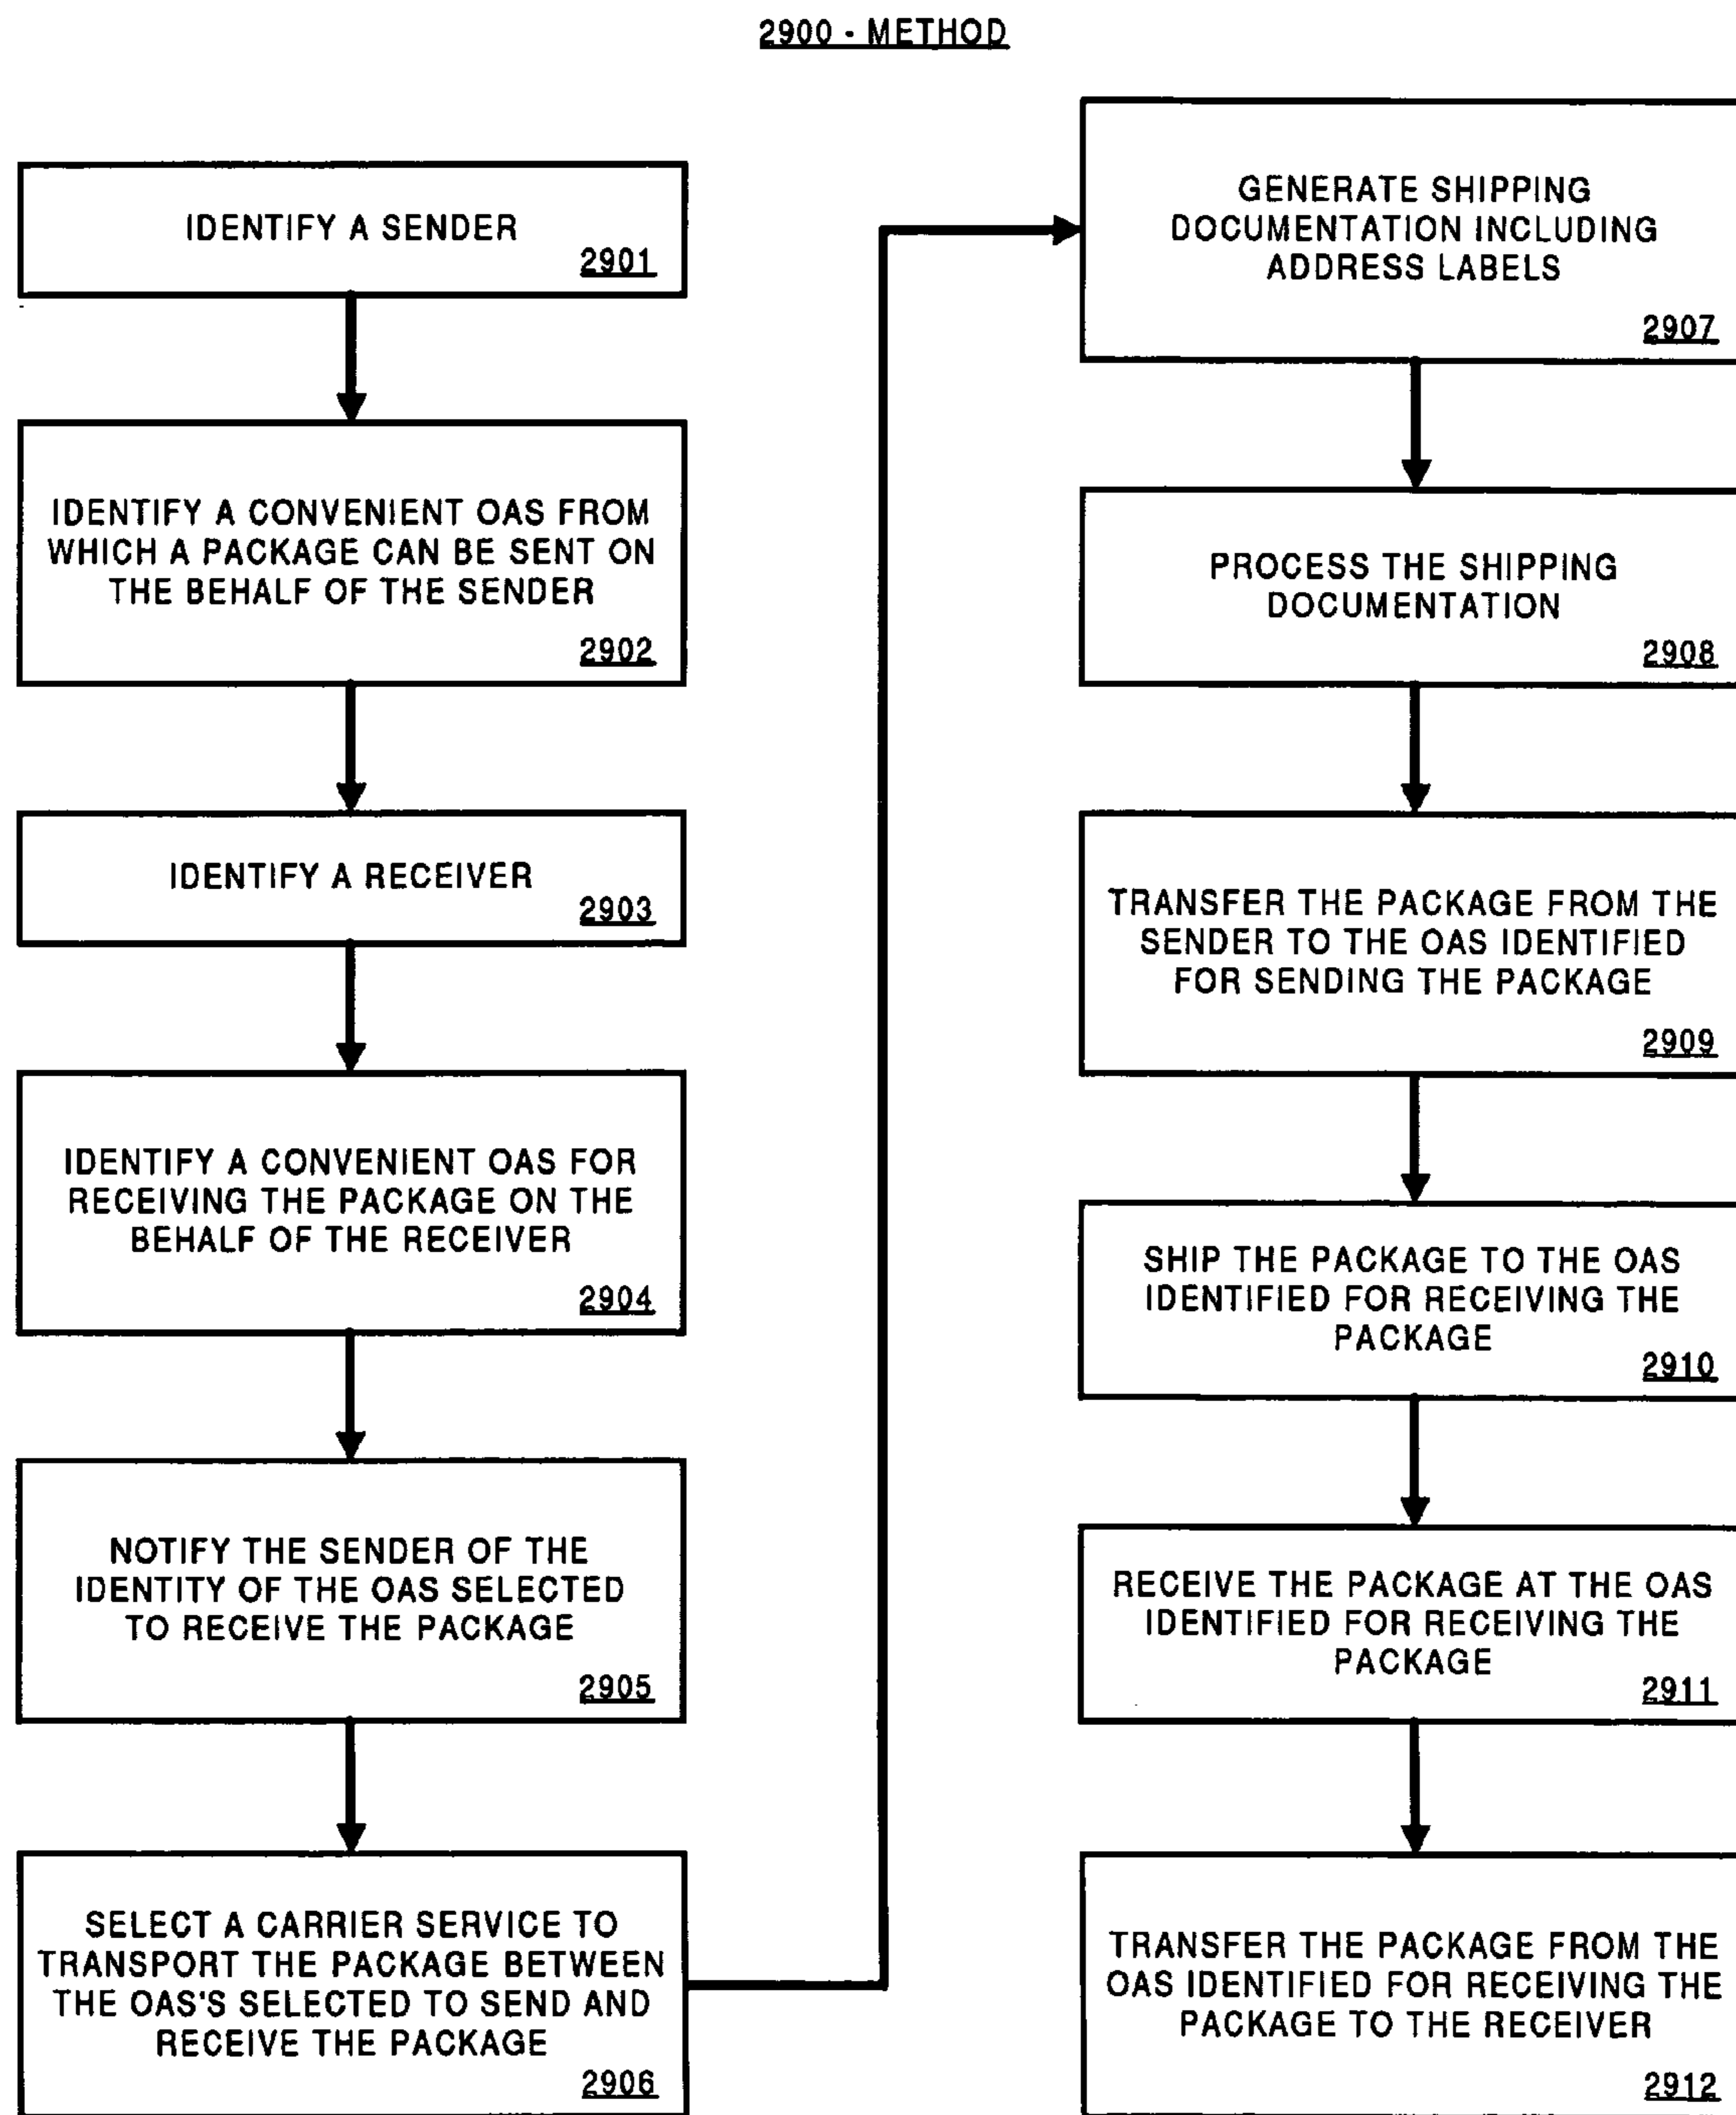 2900 - METHOD
IDENTIFY A SENDER
2901
IDENTIFY A CONVENIENT OAS FROM
WHICH A PACKAGE CAN BE SENT ON
THE BEHALF OF THE SENDER
2902
IDENTIFY A RECEIVER
2903
IDENTIFY A CONVENIENT OAS FOR
RECEIVING THE PACKAGE ON THE
BEHALF OF THE RECEIVER
2904
NOTIFY THE SENDER OF THE
IDENTITY OF THE OAS SELECTED
TO RECEIVE THE PACKAGE
2905
SELECT A CARRIER SERVICE TO
TRANSPORT THE PACKAGE BETWEEN
THE OAS'S SELECTED TO SEND AND
RECEIVE THE PACKAGE
2906
GENERATE SHIPPING
DOCUMENTATION INCLUDING
ADDRESS LABELS
2907
PROCESS THE SHIPPING
DOCUMENTATION
2908
TRANSFER THE PACKAGE FROM THE
SENDER TO THE OAS IDENTIFIED
FOR SENDING THE PACKAGE
2909
SHIP THE PACKAGE TO THE OAS
IDENTIFIED FOR RECEIVING THE
PACKAGE
2910
RECEIVE THE PACKAGE AT THE OAS
IDENTIFIED FOR RECEIVING THE
PACKAGE
2911
TRANSFER THE PACKAGE FROM THE
OAS IDENTIFIED FOR RECEIVING THE
PACKAGE TO THE RECEIVER
2912